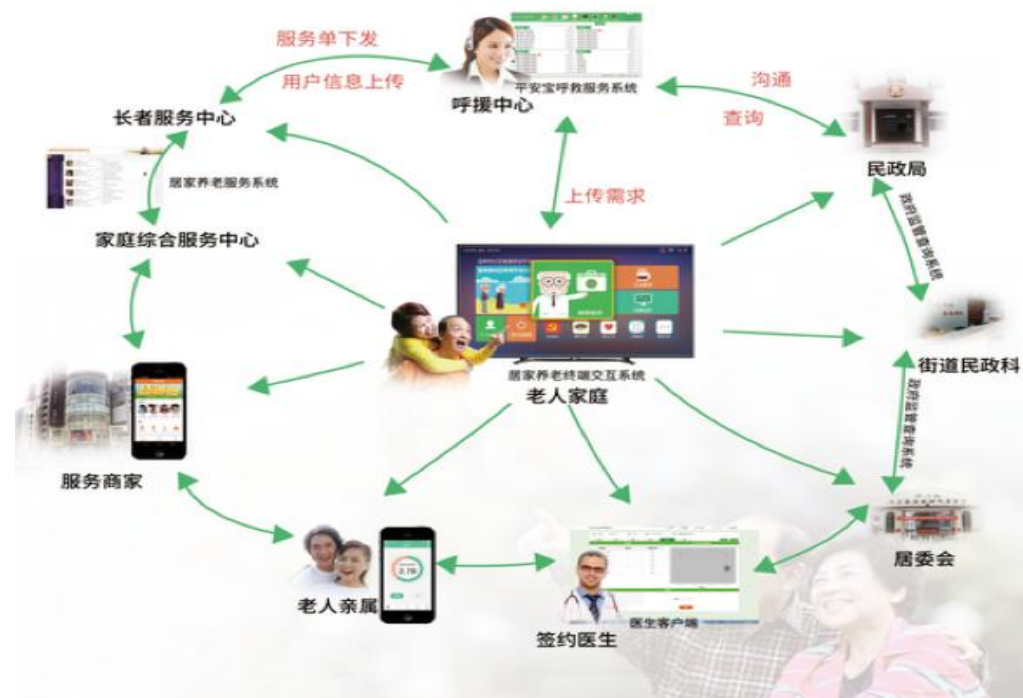 服务单下发
用户信息上传
平安宝呼救服务系统
呼援中心
沟通
查询
长者服务中心
民政局
居家养老服务系统
上传需求
政府监管查询系统
家庭综合服务中心
街道民政科
居家养老终端交互系统
老人家庭
政府监管查询系统
服务商家
居委会
2.76
老人亲属
医生客户端
签约医生